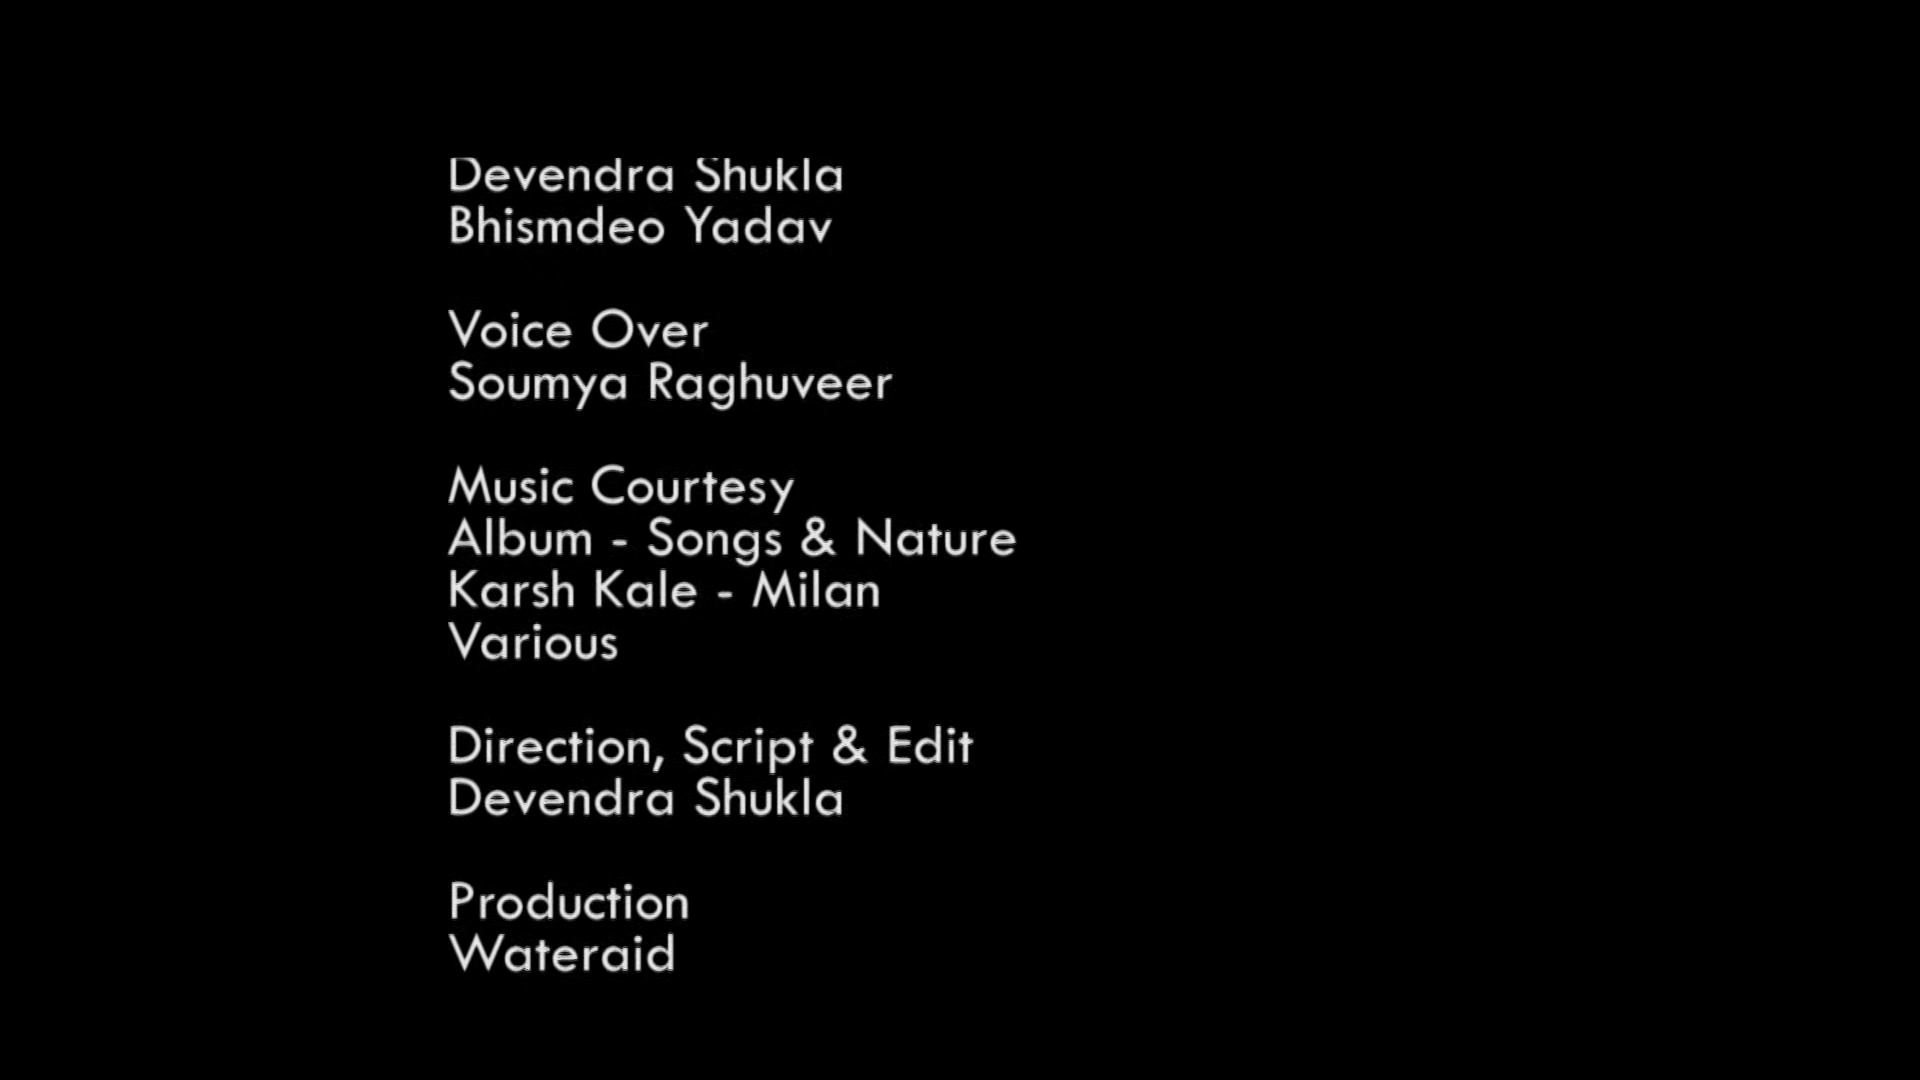 Devendra Shukla
Bhismdeo Yadav
Voice Over
Soumya Raghuveer
Music Courtesy
Album - Songs & Nature
Karsh Kale - Milan
Various
Direction, Script & Edit
Devendra Shukla
Production
Wateraid